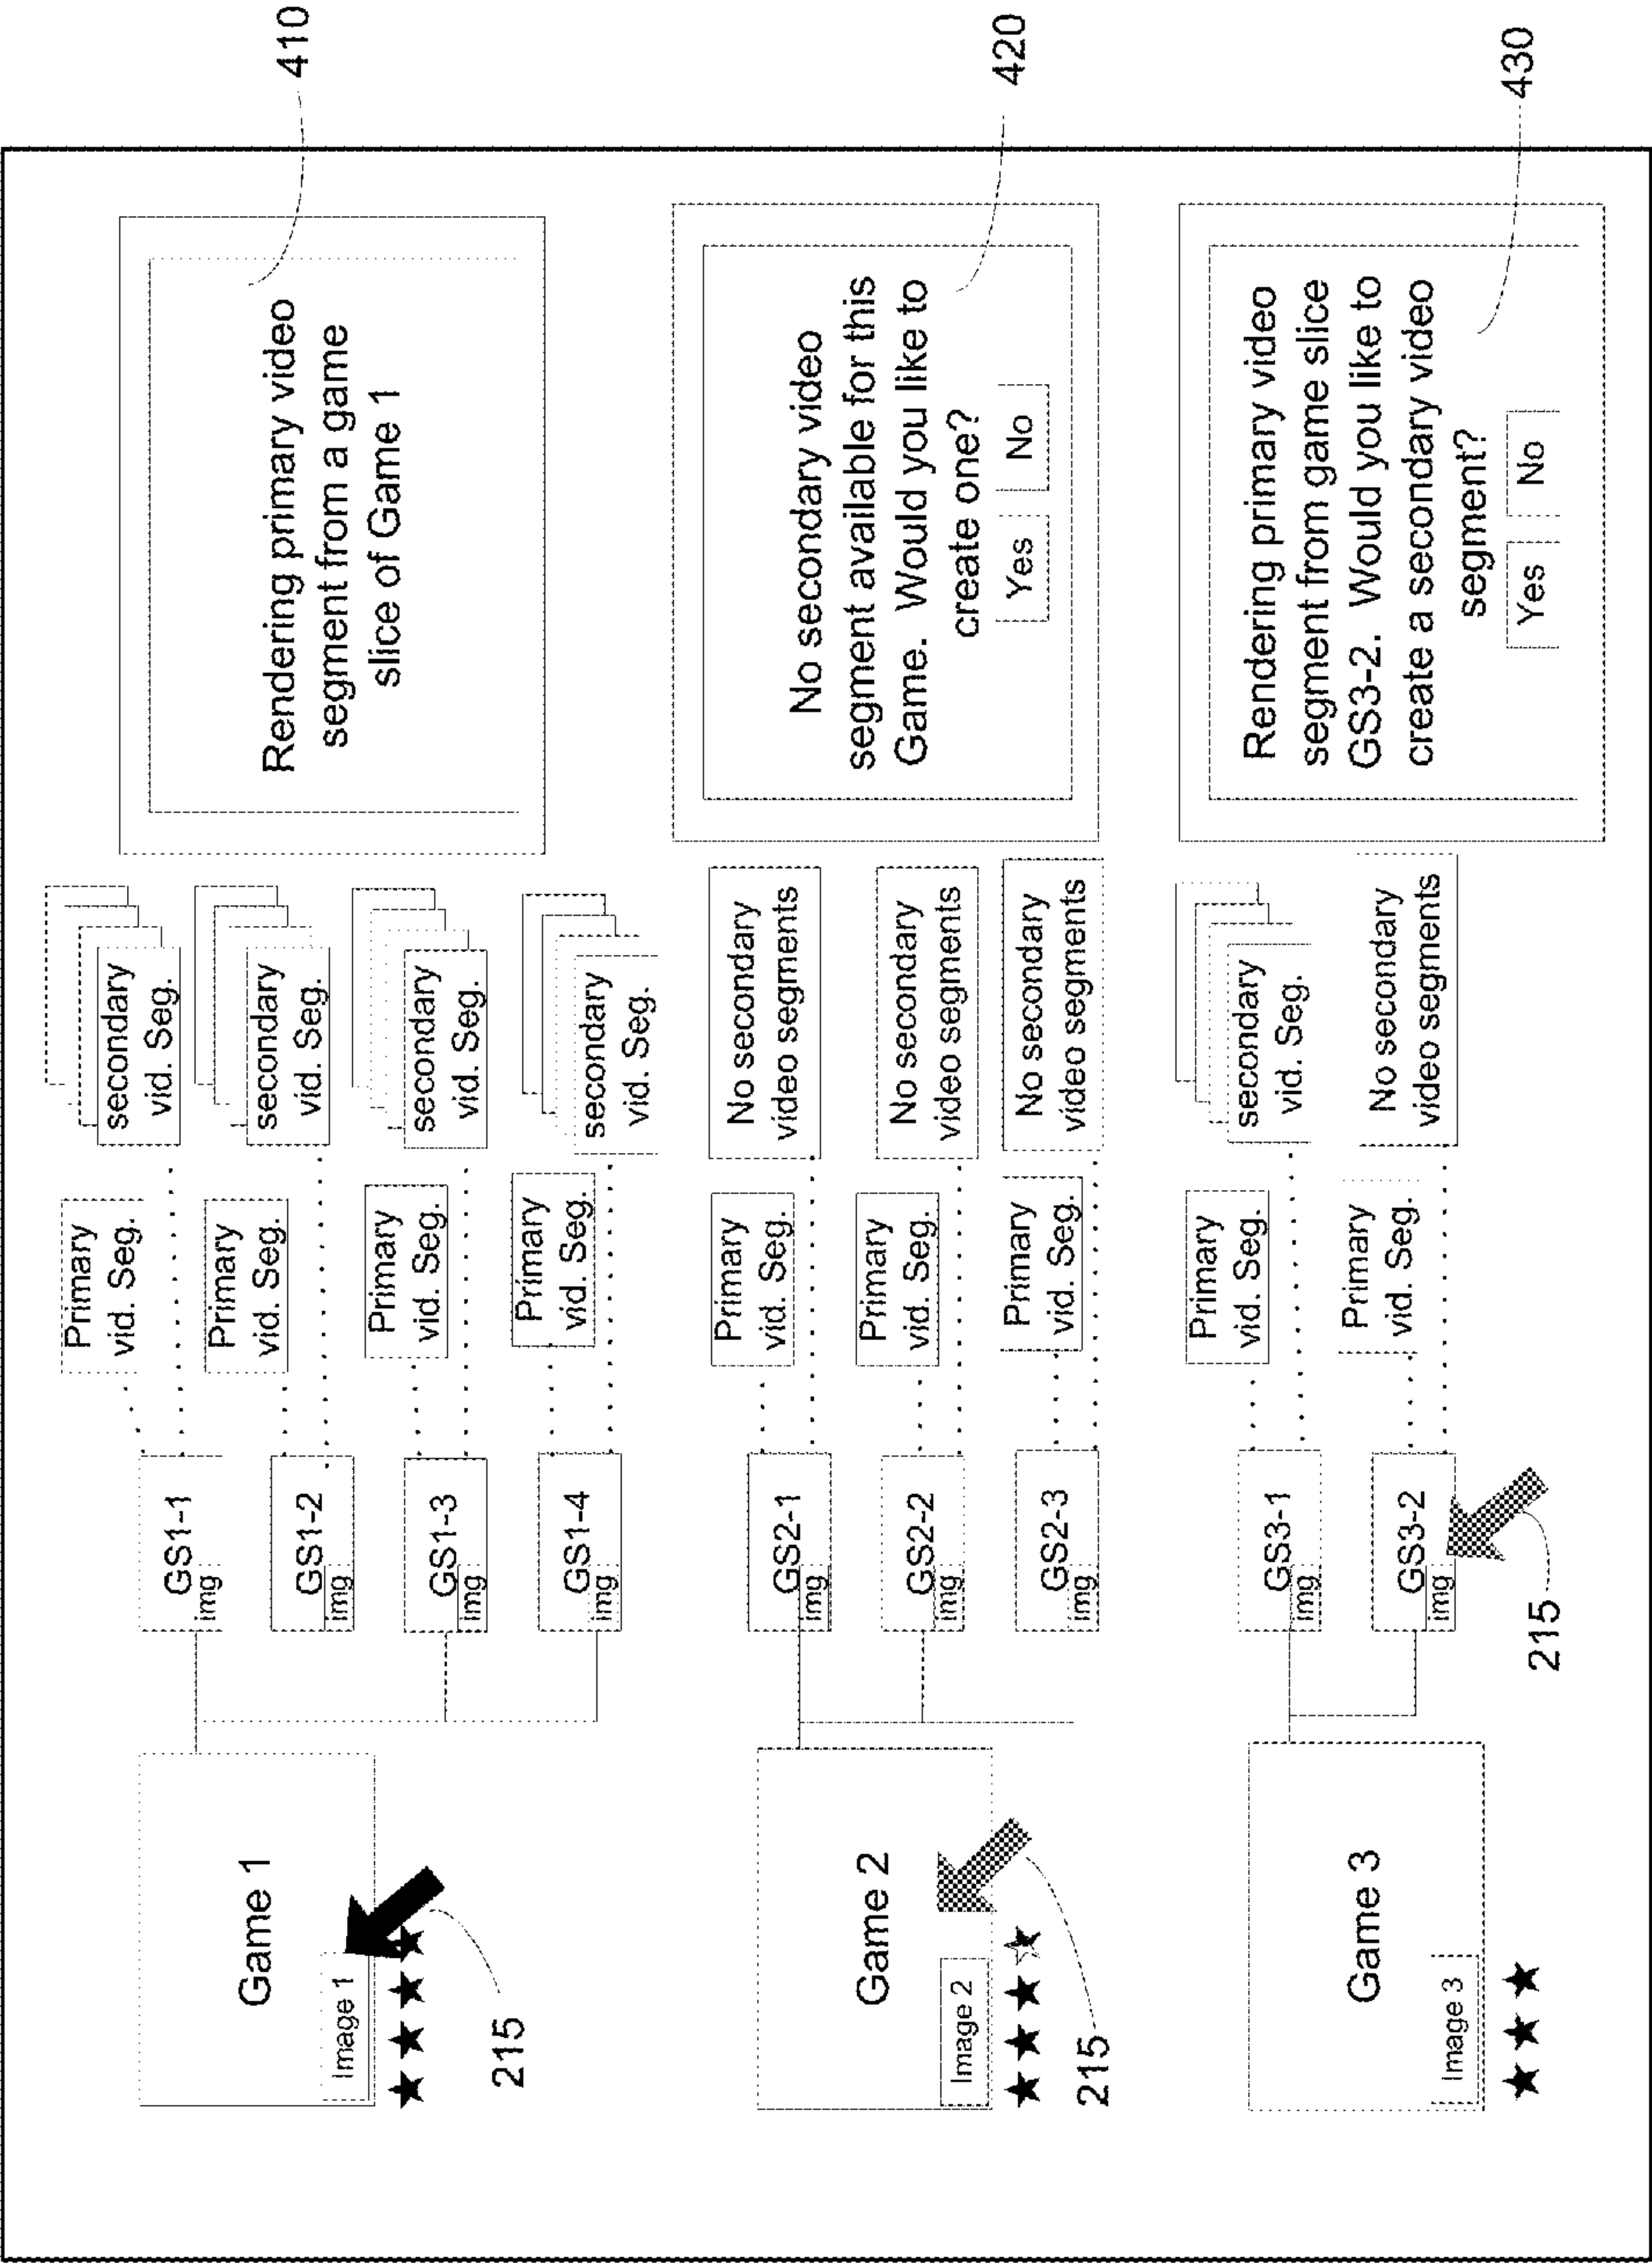 Game 1
Image 1
215
GS1-1
img
GS1-2
img
GS1-3
img
GS1-4
img
Primary
vid. Seg.
Primary
vid. Seg.
Primary
vid. Seg.
Primary
vid. Seg.
secondary
vid. Seg.
secondary
vid. Seg.
secondary
vid. Seg.
secondary
vid. Seg.
Rendering primary video
segment from a game
slice of Game 1
410
Game 2
Image 2
215
GS2-1
img
GS2-2
img
GS2-3
img
Primary
vid. Seg.
Primary
vid. Seg.
Primary
vid. Seg.
No secondary
video segments
No secondary
video segments
No secondary
video segments
No secondary video
segment available for this
Game. Would you like to
create one?
Yes No
420
Game 3
Image 3
GS3-1
img
GS3-2
img
215
Primary
vid. Seg.
Primary
vid. Seg.
secondary
vid. Seg.
No secondary
video segments
Rendering primary video
segment from game slice
GS3-2. Would you like to
create a secondary video
segment?
Yes No
430